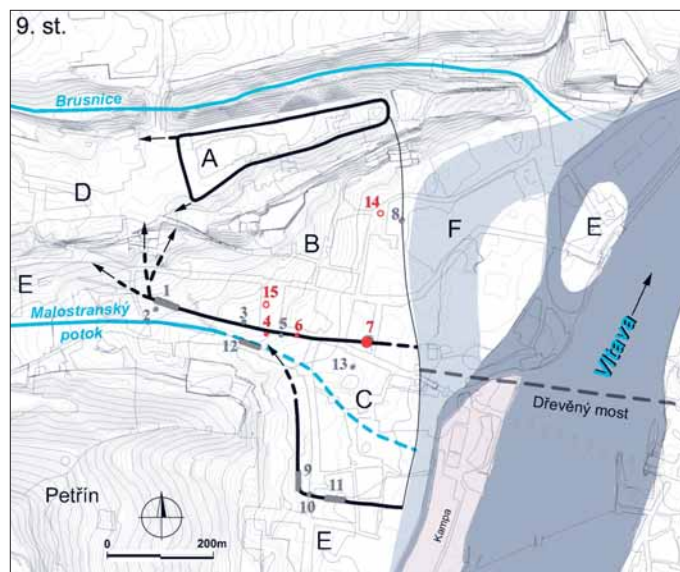 9. st.
Brusnice
A
D
14
8
F
E
B
E
1
2
15
3
4
5
6
7
Malostranský
potok
12
13
C
Vltava
Dřevěný most
9
10
11
Petřín
E
Kampa
0
200m